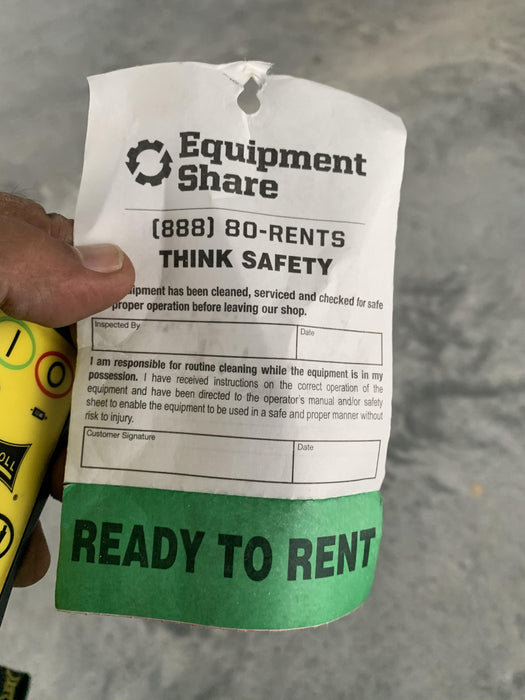 Equipment
Share
(888) 80-RENTS
THINK SAFETY
has been cleaned, serviced and checked for safe
proper operation before leaving our shop.
Inspected By
Date
I am responsible for routine cleaning while the equipment is in my
possession. I have received instructions on the correct operation of the
equipment and have been directed to the operator's manual and/or safety
sheet to enable the equipment to be used in a safe and proper manner without
risk to injury.
Customer Signature
Date
READY TO RENT
I O